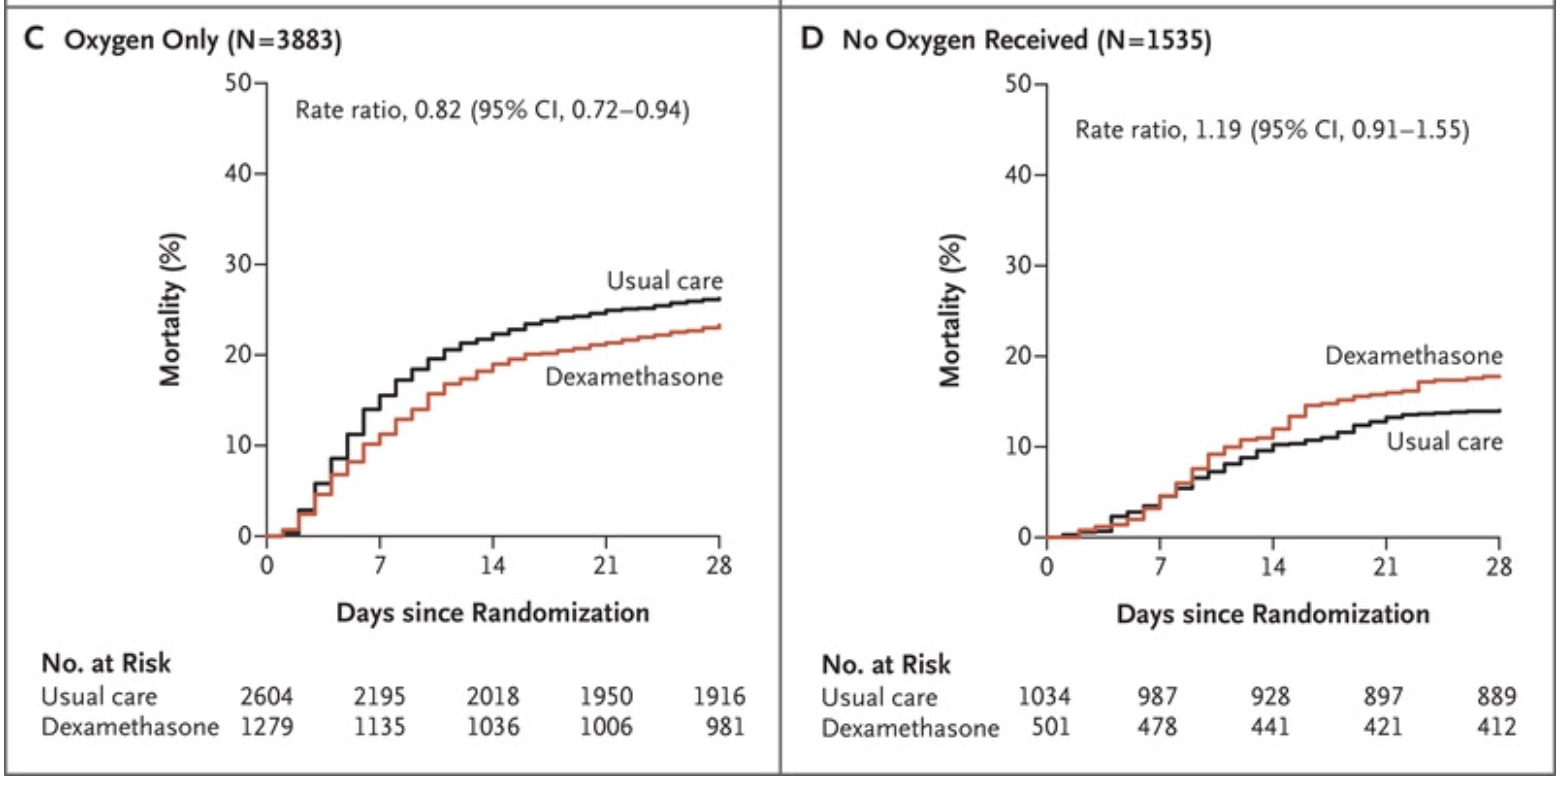 C Oxygen Only (N=3883)
50
40
30
20
10
0
Mortality (%)
Rate ratio, 0.82 (95% CI, 0.72–0.94)
Usual care
Dexamethasone
0 7 14 21 28
Days since Randomization
No. at Risk
Usual care 2604 2195 2018 1950 1916
Dexamethasone 1279 1135 1036 1006 981
D No Oxygen Received (N=1535)
50
40
30
20
10
0
Mortality (%)
Rate ratio, 1.19 (95% CI, 0.91–1.55)
Dexamethasone
Usual care
0 7 14 21 28
Days since Randomization
No. at Risk
Usual care 1034 987 928 897 889
Dexamethasone 501 478 441 421 412